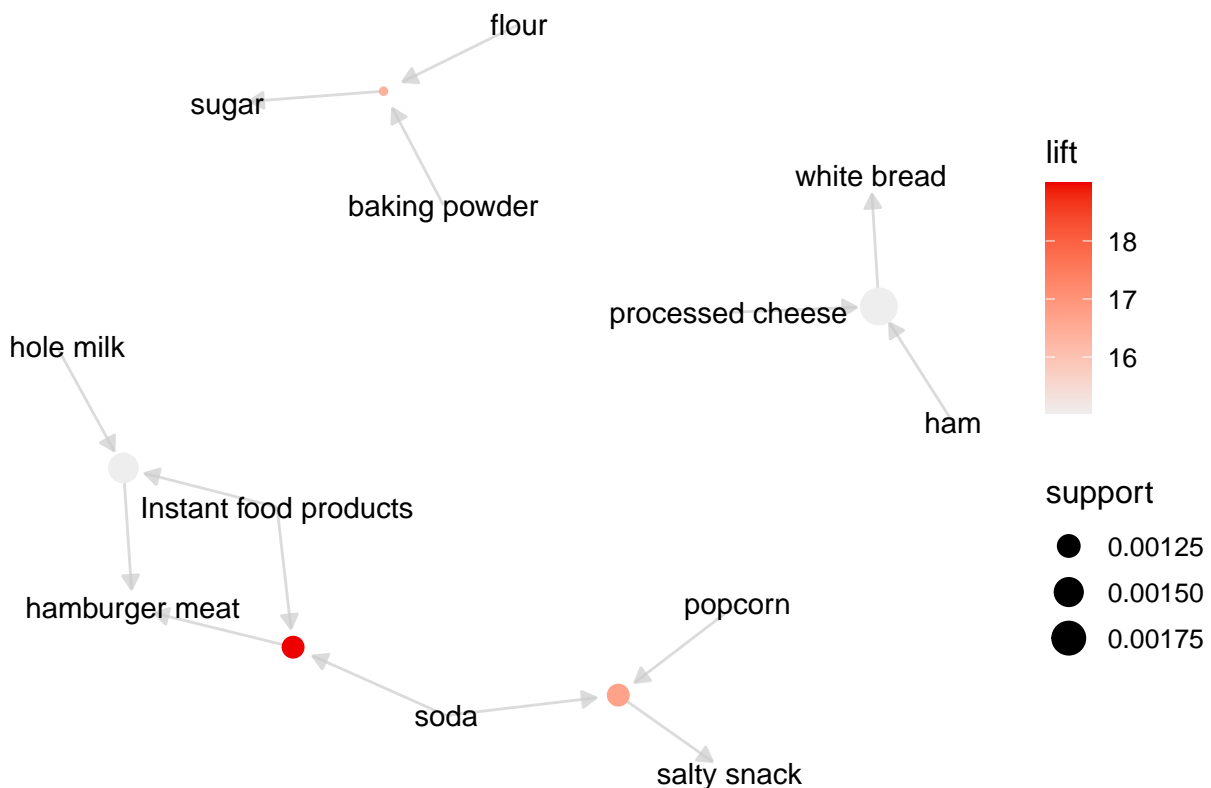 flour
sugar
baking powder
white bread
processed cheese
ham
hole milk
Instant food products
hamburger meat
popcorn
soda
salty snack
lift
18
17
16
support
0.00125
0.00150
0.00175